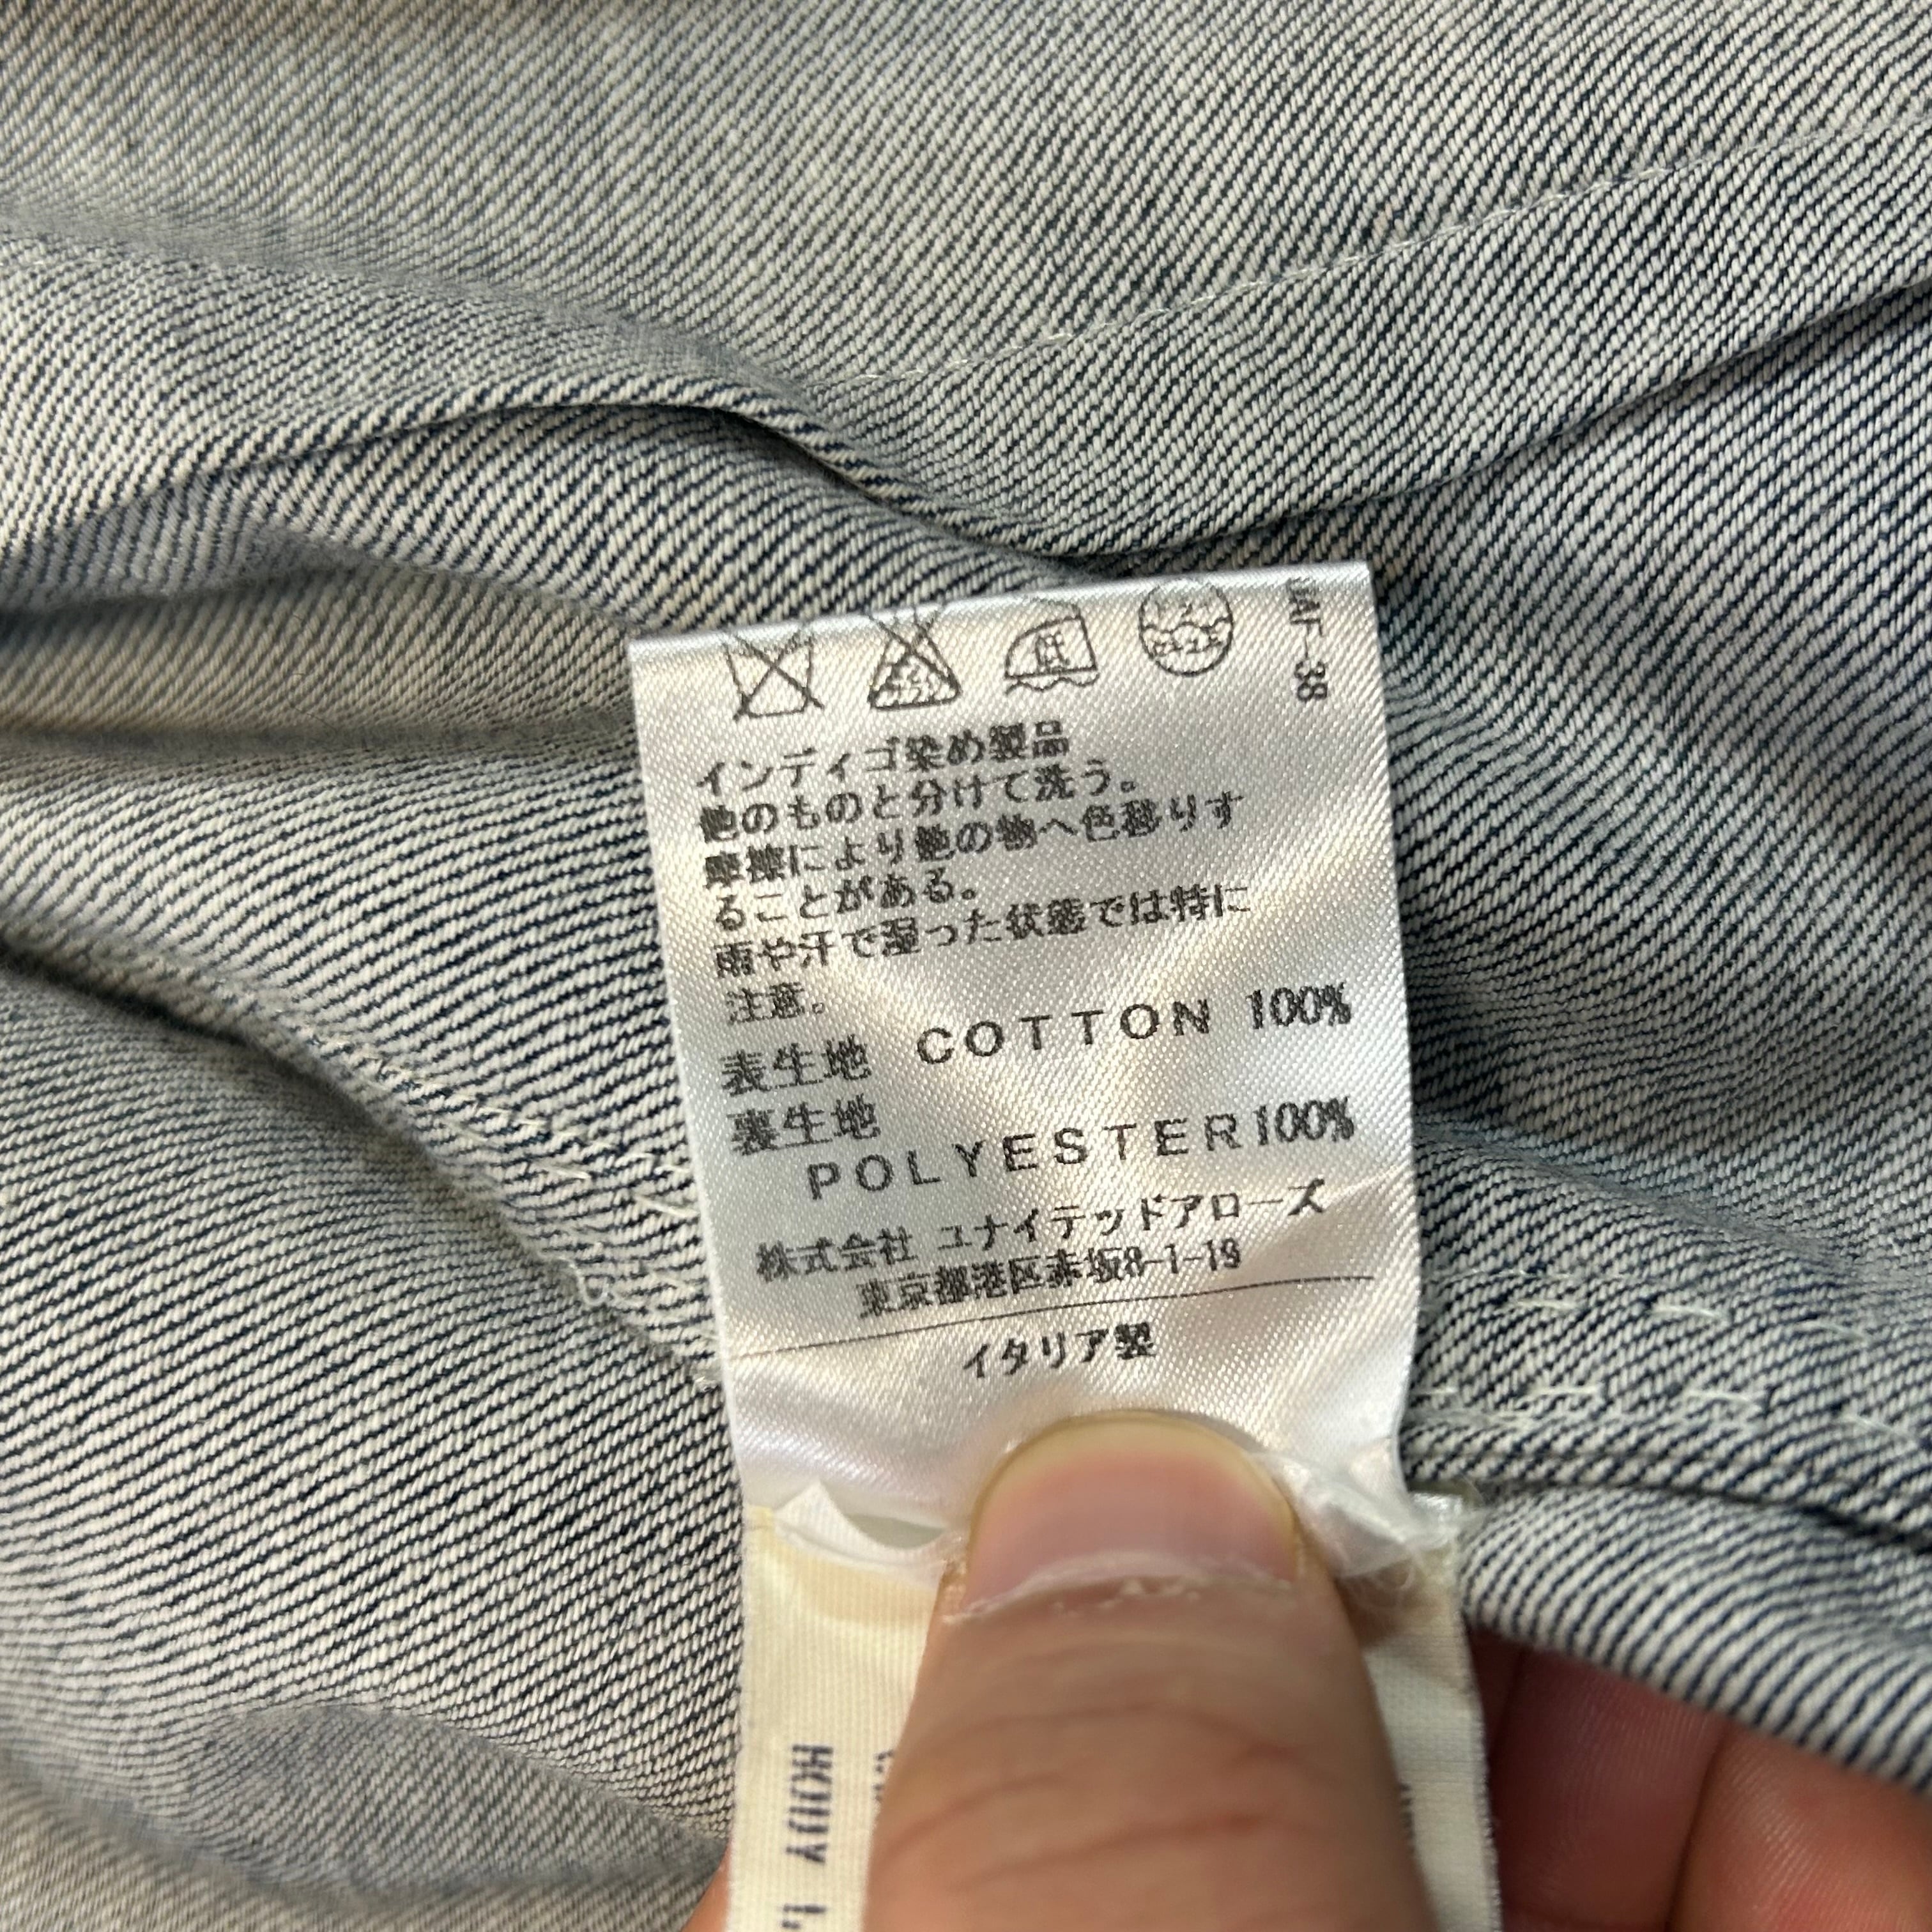 UAF-38
低
インディゴ染め製品
他のものと分けて洗う。
摩擦により他の物へ色移りす
ることがある。
雨や汗で湿った状態では特に
注意。
表生地 COTTON 100%
裏生地
POLYESTER100%
株式会社 ユナイテッドアローズ
東京都港区赤坂8-1-19
イタリア製
BODY